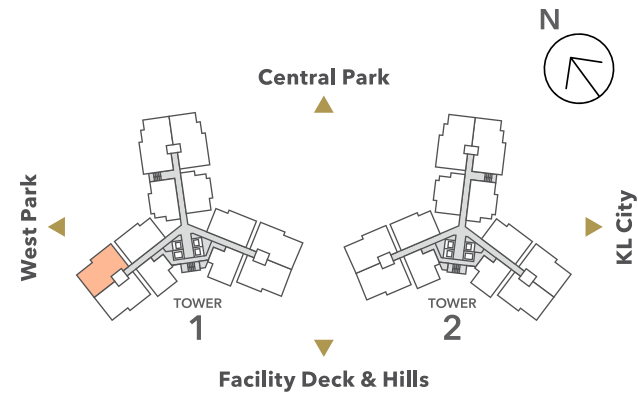 N
Central Park
West Park
KL City
TOWER
1
TOWER
2
Facility Deck & Hills